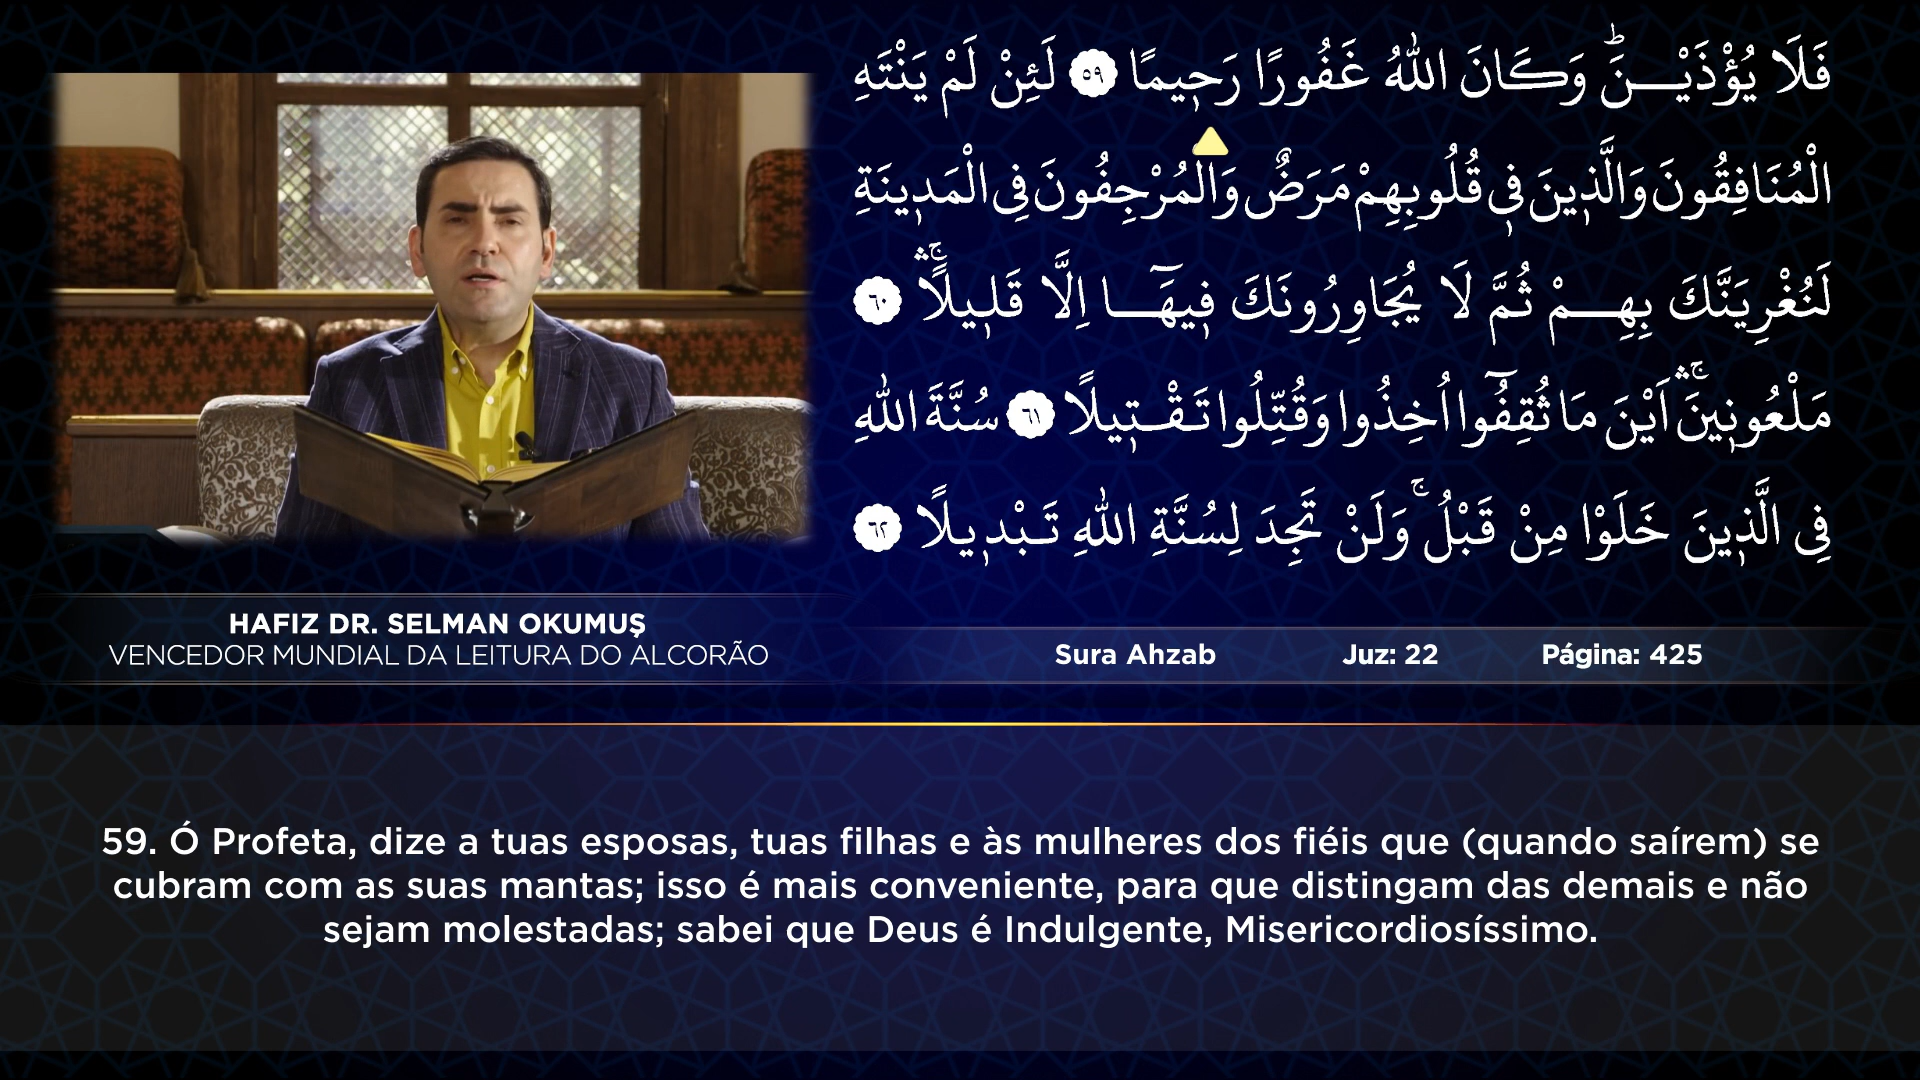 فَلَا يُؤْذَيْنَۜ وَكَانَ اللّٰهُ غَفُورًا رَح۪يمًا ٥٩ لَئِنْ لَمْ يَنْتَهِ
الْمُنَافِقُونَ وَالَّذ۪ينَ ف۪ي قُلُوبِهِمْ مَرَضٌ وَالْمُرْجِفُونَ فِي الْمَد۪ينَةِ
لَنُغْرِيَنَّكَ بِهِمْ ثُمَّ لَا يُجَاوِرُونَكَ ف۪يهَٓا اِلَّا قَل۪يلًاۚۛ ٦٠
مَلْعُون۪ينَۚۛ اَيْنَ مَا ثُقِفُٓوا اُخِذُوا وَقُتِّلُوا تَقْت۪يلًا ٦١ سُنَّةَ اللّٰهِ
فِي الَّذ۪ينَ خَلَوْا مِنْ قَبْلُۚ وَلَنْ تَجِدَ لِسُنَّةِ اللّٰهِ تَبْد۪يلًا ٦٢
HAFIZ DR. SELMAN OKUMUŞ
VENCEDOR MUNDIAL DA LEITURA DO ALCORÃO
Sura Ahzab Juz: 22 Página: 425
59. Ó Profeta, dize a tuas esposas, tuas filhas e às mulheres dos fiéis que (quando saírem) se
cubram com as suas mantas; isso é mais conveniente, para que distingam das demais e não
sejam molestadas; sabei que Deus é Indulgente, Misericordiosíssimo.